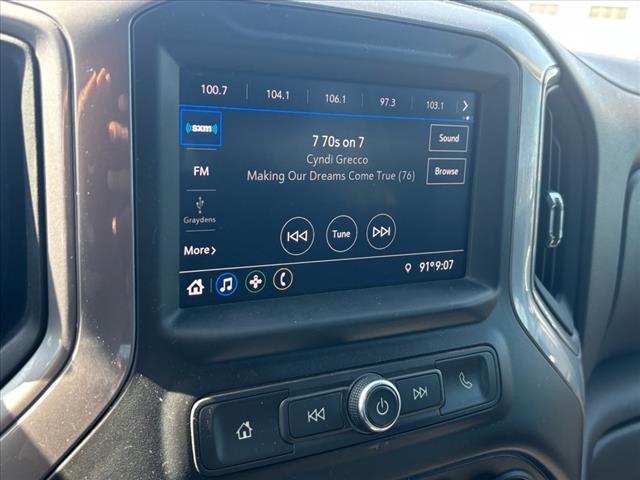 100.7 104.1 106.1 97.3 103.1
sxm
7 70s on 7
Sound
Cyndi Grecco
FM
Making Our Dreams Come True (76)
Browse
Graydens
Tune
More
91° 9:07